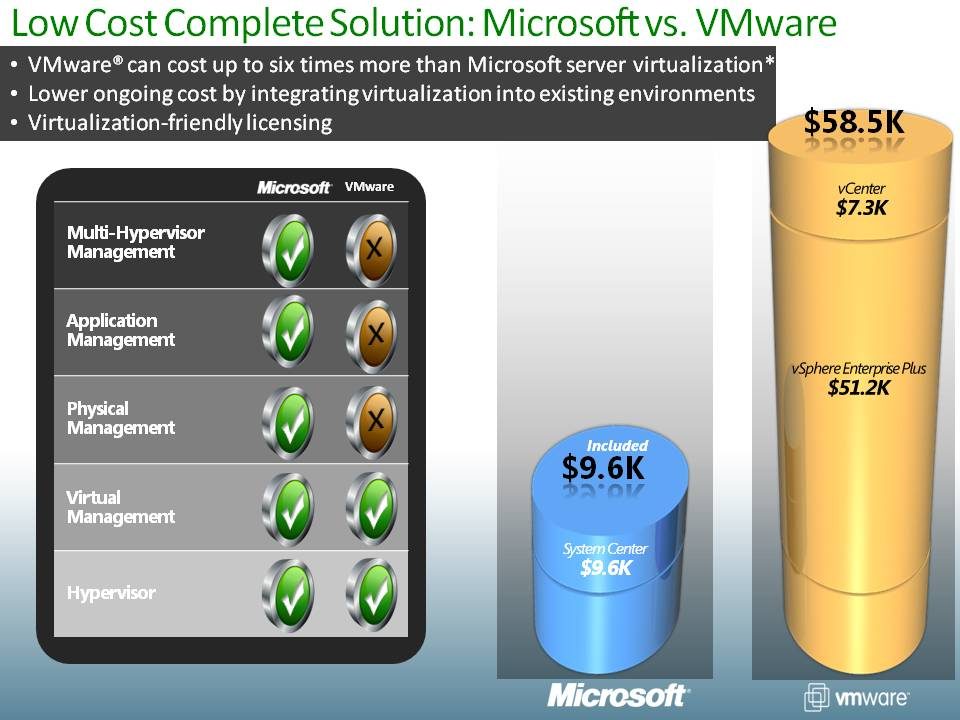 Low Cost Complete Solution: Microsoft vs. VMware
• VMware® can cost up to six times more than Microsoft server virtualization*
• Lower ongoing cost by integrating virtualization into existing environments
• Virtualization-friendly licensing
Microsoft VMware
Multi-Hypervisor
Management
X
Application
Management
X
Physical
Management
X
Virtual
Management
Hypervisor
Included
$9.6K
System Center
$9.6K
Microsoft®
$58.5K
vCenter
$7.3K
vSphere Enterprise Plus
$51.2K
vmware®